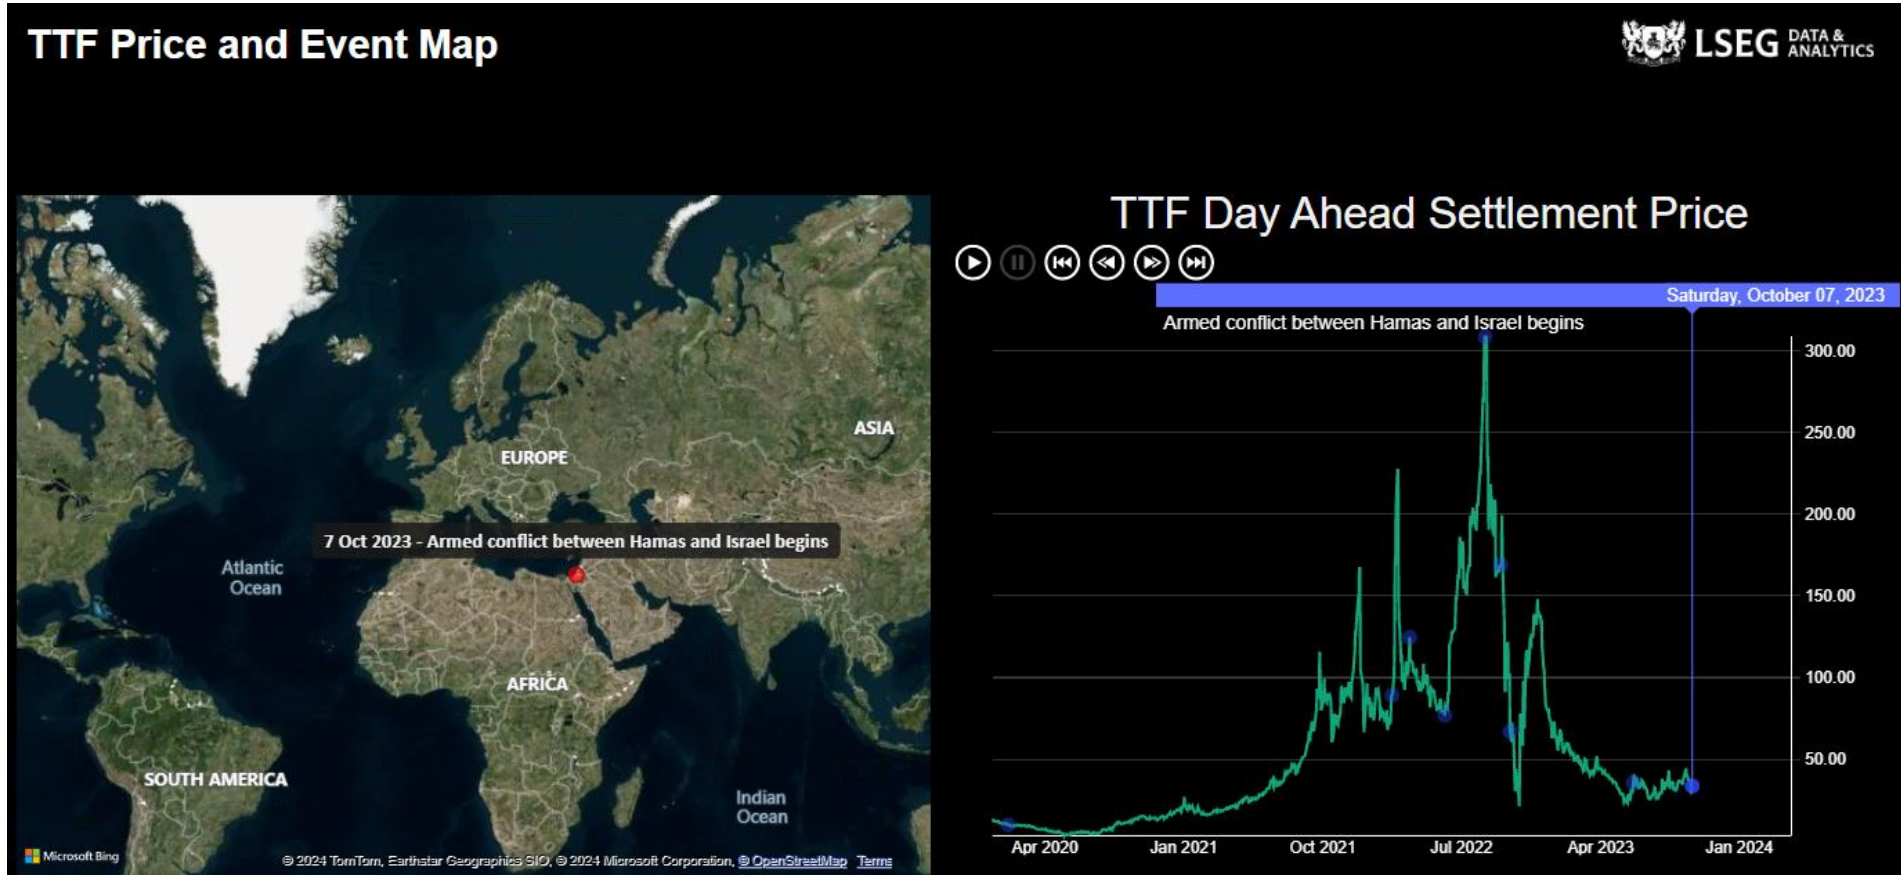 TTF Price and Event Map
LSEG DATA &
ANALYTICS
TTF Day Ahead Settlement Price
Saturday, October 07, 2023
Armed conflict between Hamas and Israel begins
300.00
250.00
200.00
150.00
100.00
50.00
Apr 2020
Jan 2021
Oct 2021
Jul 2022
Apr 2023
Jan 2024
ASIA
EUROPE
7 Oct 2023 - Armed conflict between Hamas and Israel begins
Atlantic
Ocean
AFRICA
SOUTH AMERICA
Indian
Ocean
Microsoft Bing
© 2024 TomTom, Earthstar Geographics SIO, © 2024 Microsoft Corporation, © OpenStreetMap Terms